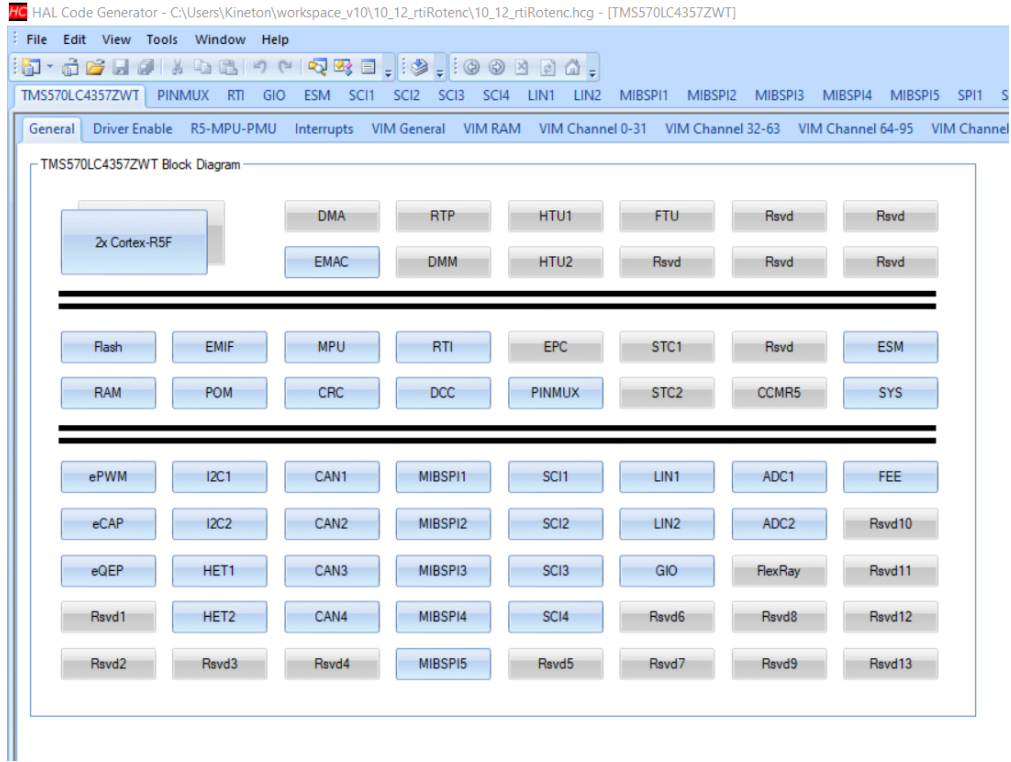 HC HAL Code Generator - C:\Users\Kineton\workspace_v10\10_12_rtiRotenc\10_12_rtiRotenc.hcg - [TMS570LC4357ZWT]
File Edit View Tools Window Help
TMS570LC4357ZWT PINMUX RTI GIO ESM SCI1 SCI2 SCI3 SCI4 LIN1 LIN2 MIBSPI1 MIBSPI2 MIBSPI3 MIBSPI4 MIBSPI5 SPI1 S
General Driver Enable R5-MPU-PMU Interrupts VIM General VIM RAM VIM Channel 0-31 VIM Channel 32-63 VIM Channel 64-95 VIM Channel
TMS570LC4357ZWT Block Diagram
2x Cortex-R5F
DMA RTP HTU1 FTU Rsvd Rsvd
EMAC DMM HTU2 Rsvd Rsvd Rsvd
Flash EMIF MPU RTI EPC STC1 Rsvd ESM
RAM POM CRC DCC PINMUX STC2 CCMR5 SYS
ePWM I2C1 CAN1 MIBSPI1 SCI1 LIN1 ADC1 FEE
eCAP I2C2 CAN2 MIBSPI2 SCI2 LIN2 ADC2 Rsvd10
eQEP HET1 CAN3 MIBSPI3 SCI3 GIO FlexRay Rsvd11
Rsvd1 HET2 CAN4 MIBSPI4 SCI4 Rsvd6 Rsvd8 Rsvd12
Rsvd2 Rsvd3 Rsvd4 MIBSPI5 Rsvd5 Rsvd7 Rsvd9 Rsvd13